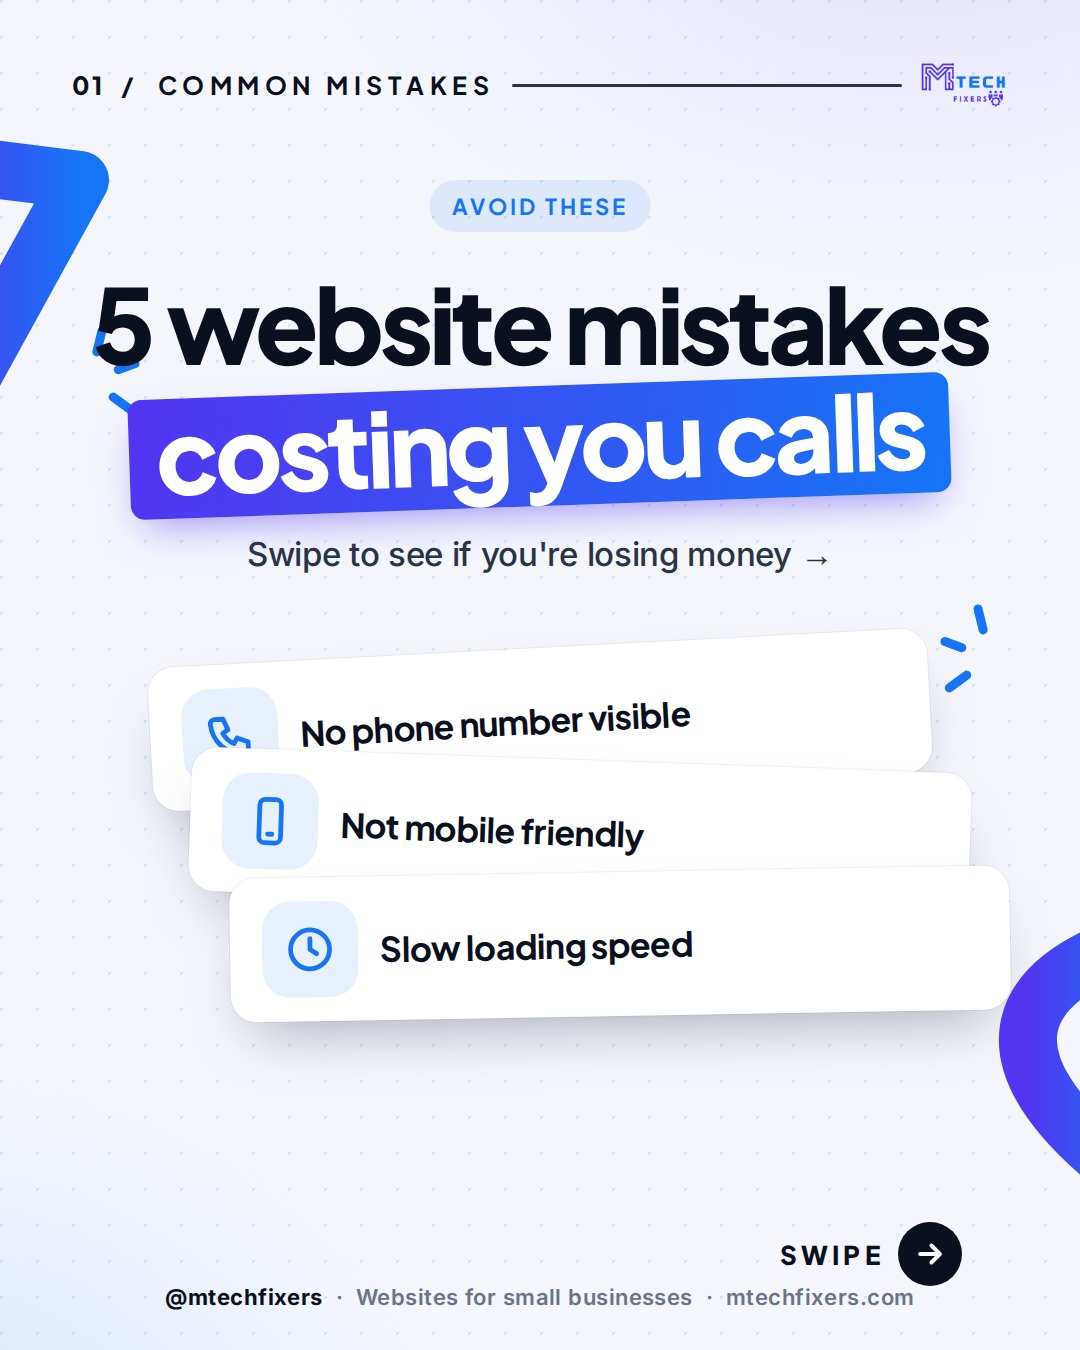 01 / COMMON MISTAKES
MTECH
FIXERS
AVOID THESE
5 website mistakes
costing you calls
Swipe to see if you're losing money →
No phone number visible
Not mobile friendly
Slow loading speed
SWIPE
@mtechfixers · Websites for small businesses · mtechfixers.com